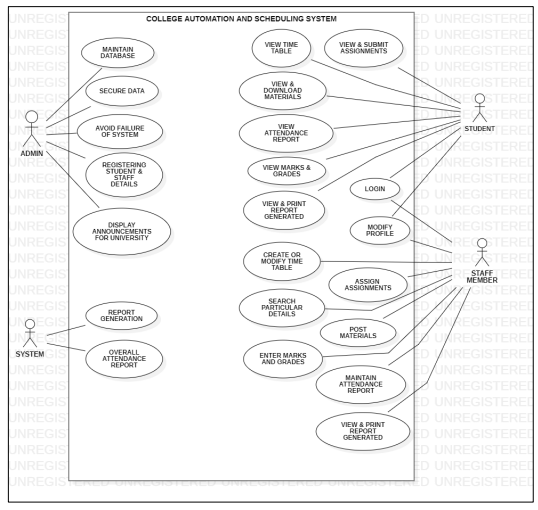 COLLEGE AUTOMATION AND SCHEDULING SYSTEM
MAINTAIN
DATABASE
SECURE DATA
AVOID FAILURE
OF SYSTEM
REGISTERING
STUDENT &
STAFF
DETAILS
DISPLAY
ANNOUNCEMENTS
FOR UNIVERSITY
ADMIN
REPORT
GENERATION
OVERALL
ATTENDANCE
REPORT
SYSTEM
VIEW TIME
TABLE
VIEW & SUBMIT
ASSIGNMENTS
VIEW &
DOWNLOAD
MATERIALS
VIEW
ATTENDANCE
REPORT
VIEW MARKS &
GRADES
VIEW & PRINT
REPORT
GENERATED
LOGIN
MODIFY
PROFILE
STUDENT
CREATE OR
MODIFY TIME
TABLE
ASSIGN
ASSIGNMENTS
SEARCH
PARTICULAR
DETAILS
POST
MATERIALS
ENTER MARKS
AND GRADES
MAINTAIN
ATTENDANCE
REPORT
VIEW & PRINT
REPORT
GENERATED
STAFF
MEMBER
UNREGISTERED